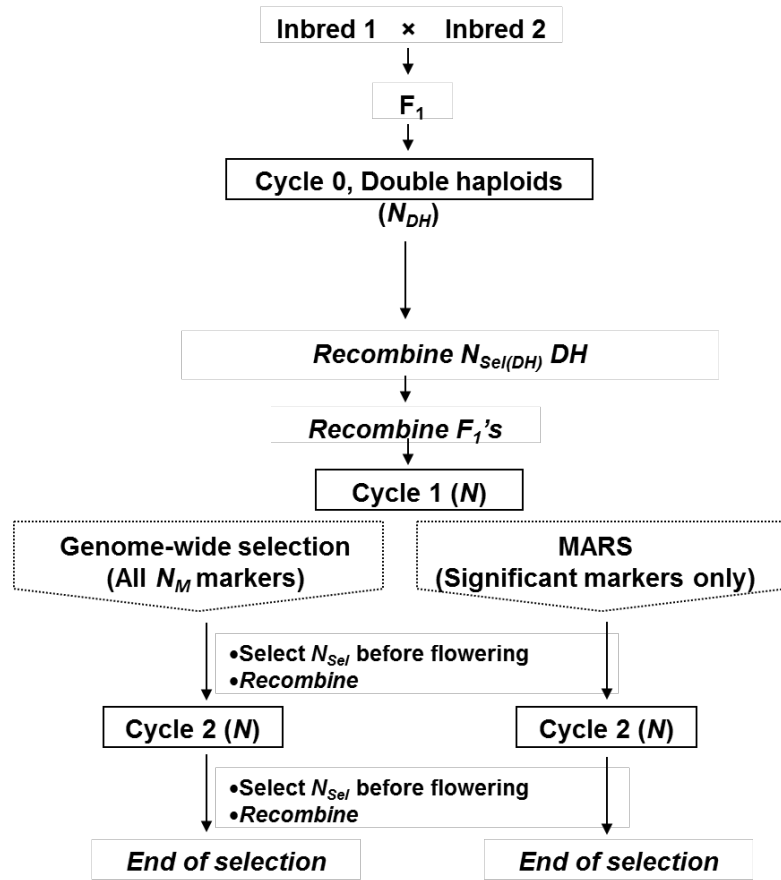 Inbred 1 × Inbred 2
F1
Cycle 0, Double haploids
(NDH)
Recombine NSel(DH) DH
Recombine F1's
Cycle 1 (N)
Genome-wide selection
(All NM markers)
MARS
(Significant markers only)
•Select NSel before flowering
•Recombine
Cycle 2 (N)
Cycle 2 (N)
•Select NSel before flowering
•Recombine
End of selection
End of selection